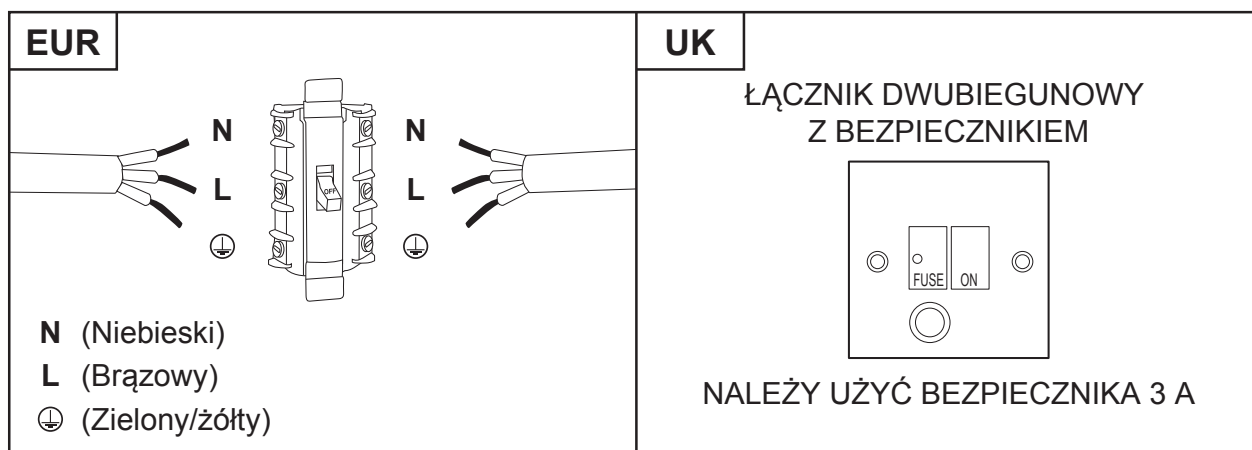 EUR
N
L
N
L
OFF
N (Niebieski)
L (Brązowy)
(Zielony/żółty)
UK
ŁĄCZNIK DWUBIEGUNOWY
Z BEZPIECZNIKIEM
FUSE
ON
NALEŻY UŻYĆ BEZPIECZNIKA 3 A